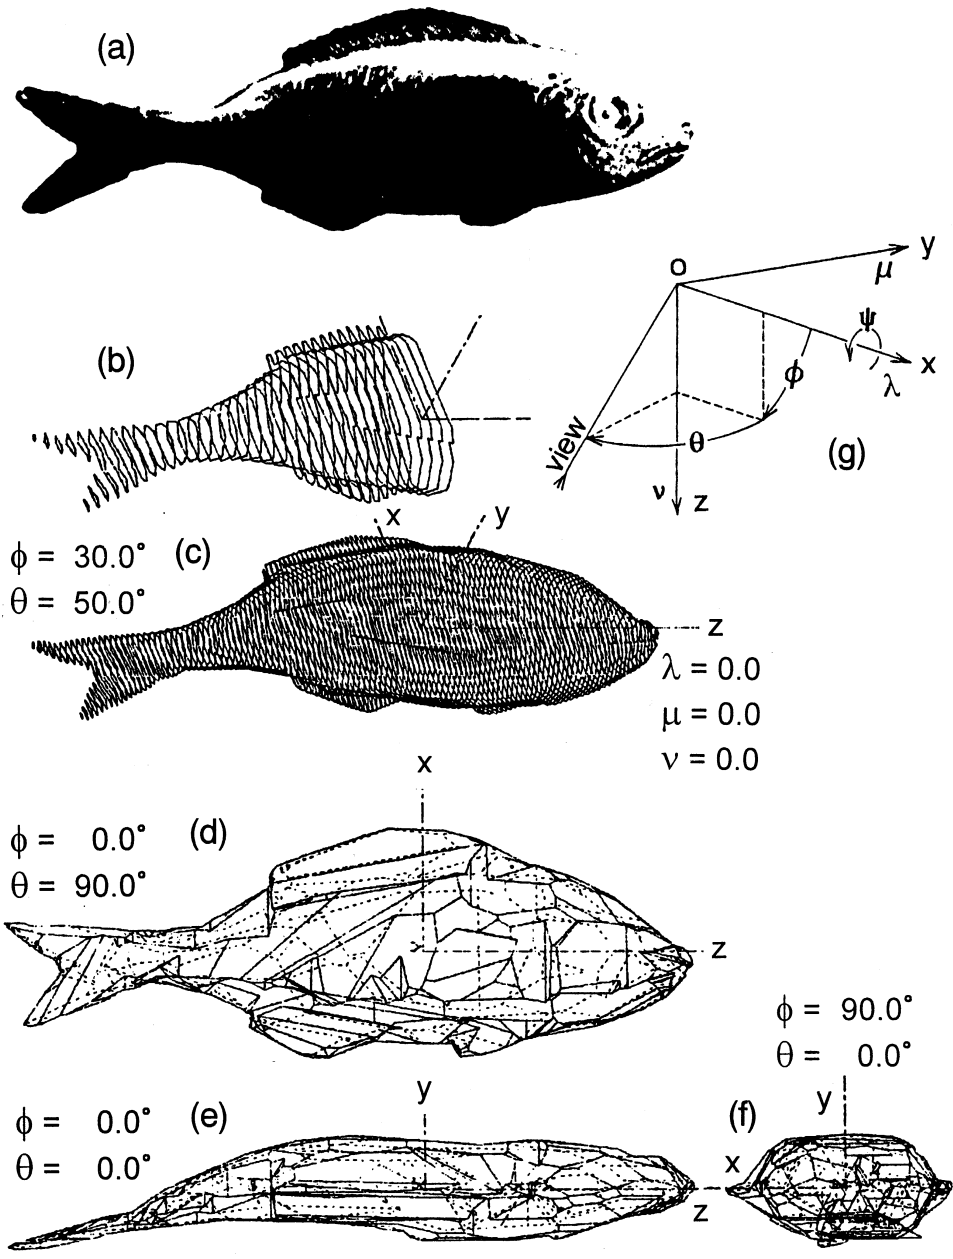 (a)
(b)
o
y
μ
ψ
x
λ
ϕ
θ
view
ν
z
(g)
(c)
x
y
z
ϕ = 30.0°
θ = 50.0°
λ = 0.0
μ = 0.0
ν = 0.0
(d)
x
z
ϕ = 0.0°
θ = 90.0°
(e)
y
z
ϕ = 0.0°
θ = 0.0°
(f)
y
x
ϕ = 90.0°
θ = 0.0°